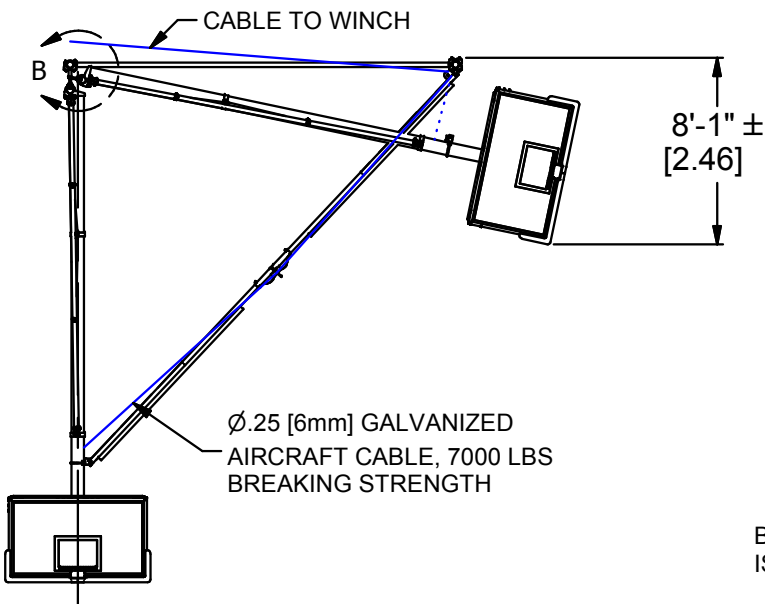 CABLE TO WINCH
B
8'-1" ±
[2.46]
Ø.25 [6mm] GALVANIZED
AIRCRAFT CABLE, 7000 LBS
BREAKING STRENGTH